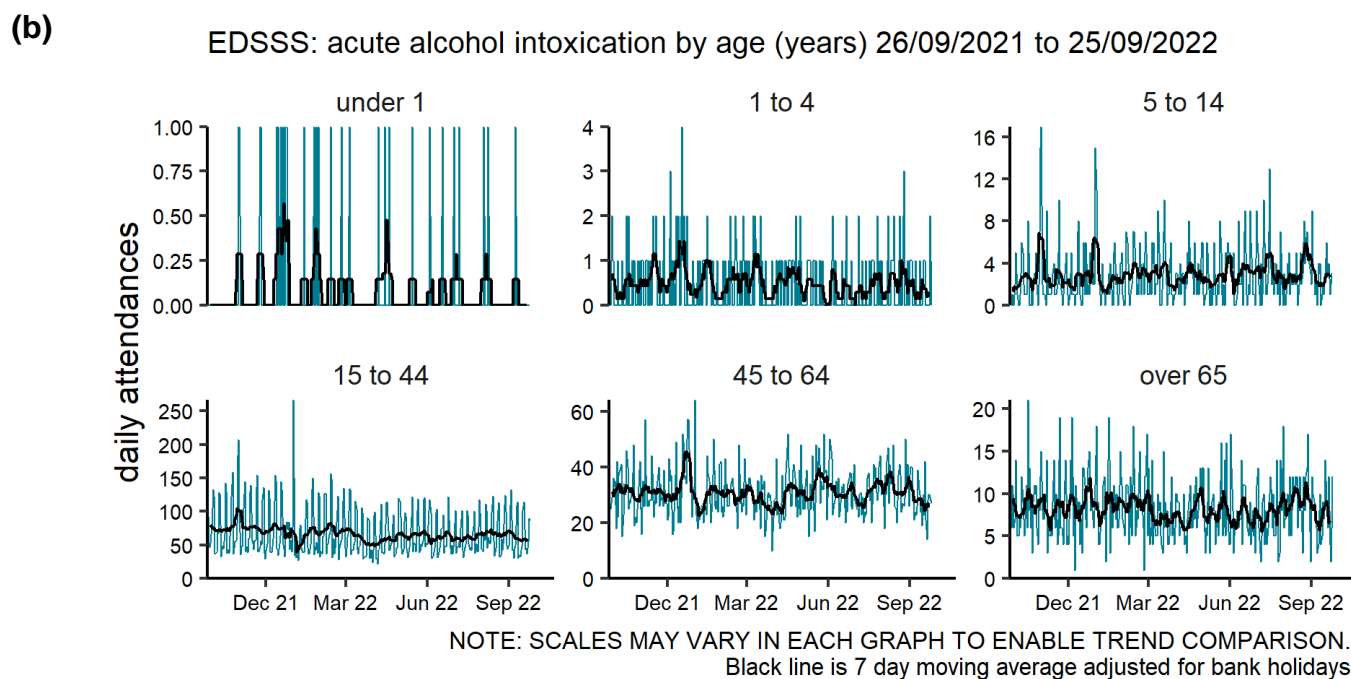 (b)
EDSSS: acute alcohol intoxication by age (years) 26/09/2021 to 25/09/2022
daily attendances
under 1
1.00
0.75
0.50
0.25
0.00
1 to 4
4
3
2
1
0
5 to 14
16
12
8
4
0
15 to 44
250
200
150
100
50
0
Dec 21 Mar 22 Jun 22 Sep 22
45 to 64
60
40
20
0
Dec 21 Mar 22 Jun 22 Sep 22
over 65
20
15
10
5
0
Dec 21 Mar 22 Jun 22 Sep 22
NOTE: SCALES MAY VARY IN EACH GRAPH TO ENABLE TREND COMPARISON.
Black line is 7 day moving average adjusted for bank holidays